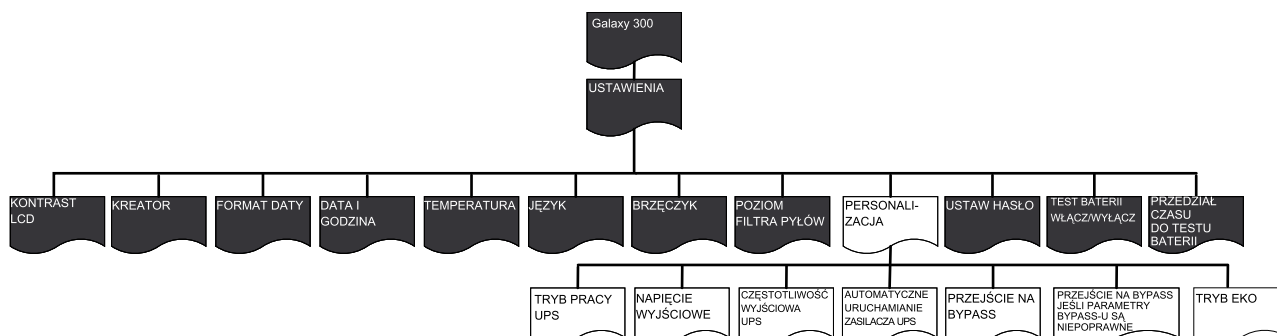 Galaxy 300
USTAWIENIA
KONTRAST
LCD
KREATOR
FORMAT DATY
DATA I
GODZINA
TEMPERATURA
JĘZYK
BRZĘCZYK
POZIOM
FILTRA PYŁÓW
PERSONALI-
ZACJA
USTAW HASŁO
TEST BATERII
WŁĄCZ/WYŁĄCZ
PRZEDZIAŁ
CZASU
DO TESTU
BATERII
TRYB PRACY
UPS
NAPIĘCIE
WYJŚCIOWE
CZĘSTOTLIWOŚĆ
WYJŚCIOWA
UPS
AUTOMATYCZNE
URUCHAMIANIE
ZASILACZA UPS
PRZEJŚCIE NA
BYPASS
PRZEJŚCIE NA BYPASS
JEŚLI PARAMETRY
BYPASS-U SĄ
NIEPOPRAWNE
TRYB EKO